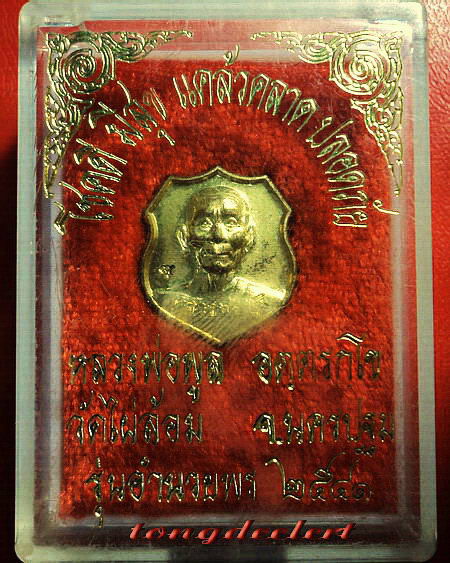 โชคดี มีสุข แคล้วคลาด ปลอดภัย
หลวงพ่อพูล อตฺตรกฺโข
วัดไผ่ล้อม จ.นครปฐม
รุ่นอำนวยพร ๒๕๔๓
tongdeelert